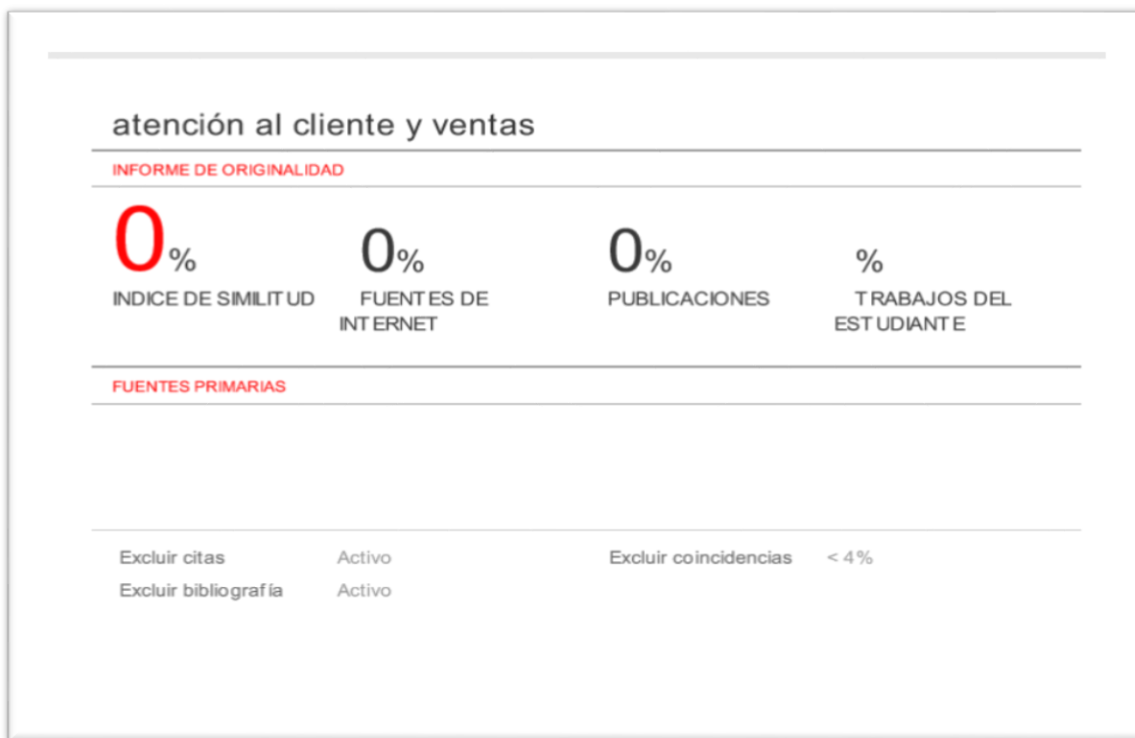 atención al cliente y ventas
INFORME DE ORIGINALIDAD
0% 0% 0% %
INDICE DE SIMILITUD FUENTES DE INTERNET PUBLICACIONES TRABAJOS DEL ESTUDIANTE
FUENTES PRIMARIAS
Excluir citas Activo Excluir coincidencias < 4%
Excluir bibliografía Activo